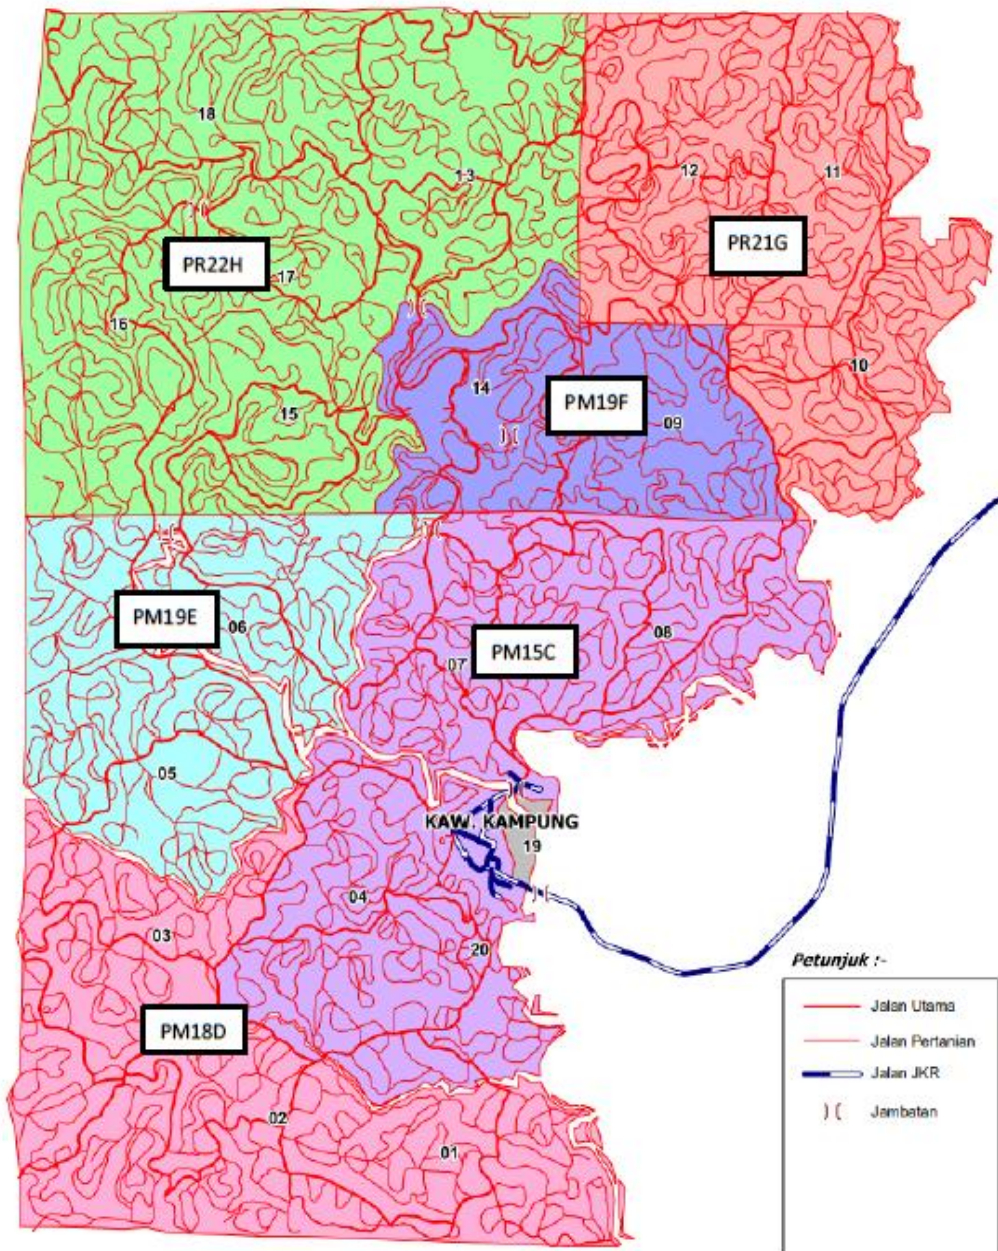 18
13
12
11
PR22H
17
PR21G
16
10
14
PM19F
15
09
PM19E
06
08
07
PM15C
05
KAW. KAMPUNG
19
04
03
20
PM18D
02
01
Petunjuk :-
Jalan Utama
Jalan Pertanian
Jalan JKR
Jambatan